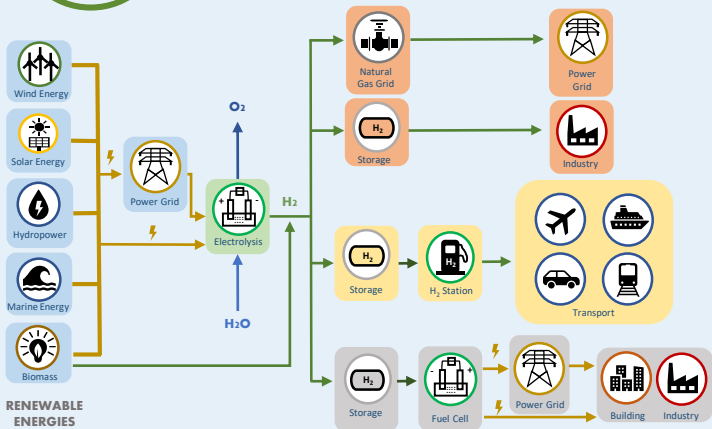 Wind Energy
Solar Energy
Hydropower
Marine Energy
Biomass
RENEWABLE
ENERGIES
Power Grid
O₂
+ -
Electrolysis
H₂O
H₂
Natural
Gas Grid
Power
Grid
H₂
Storage
Industry
H₂
Storage
H₂
H₂ Station
Transport
H₂
Storage
- +
Fuel Cell
Power Grid
Building
Industry